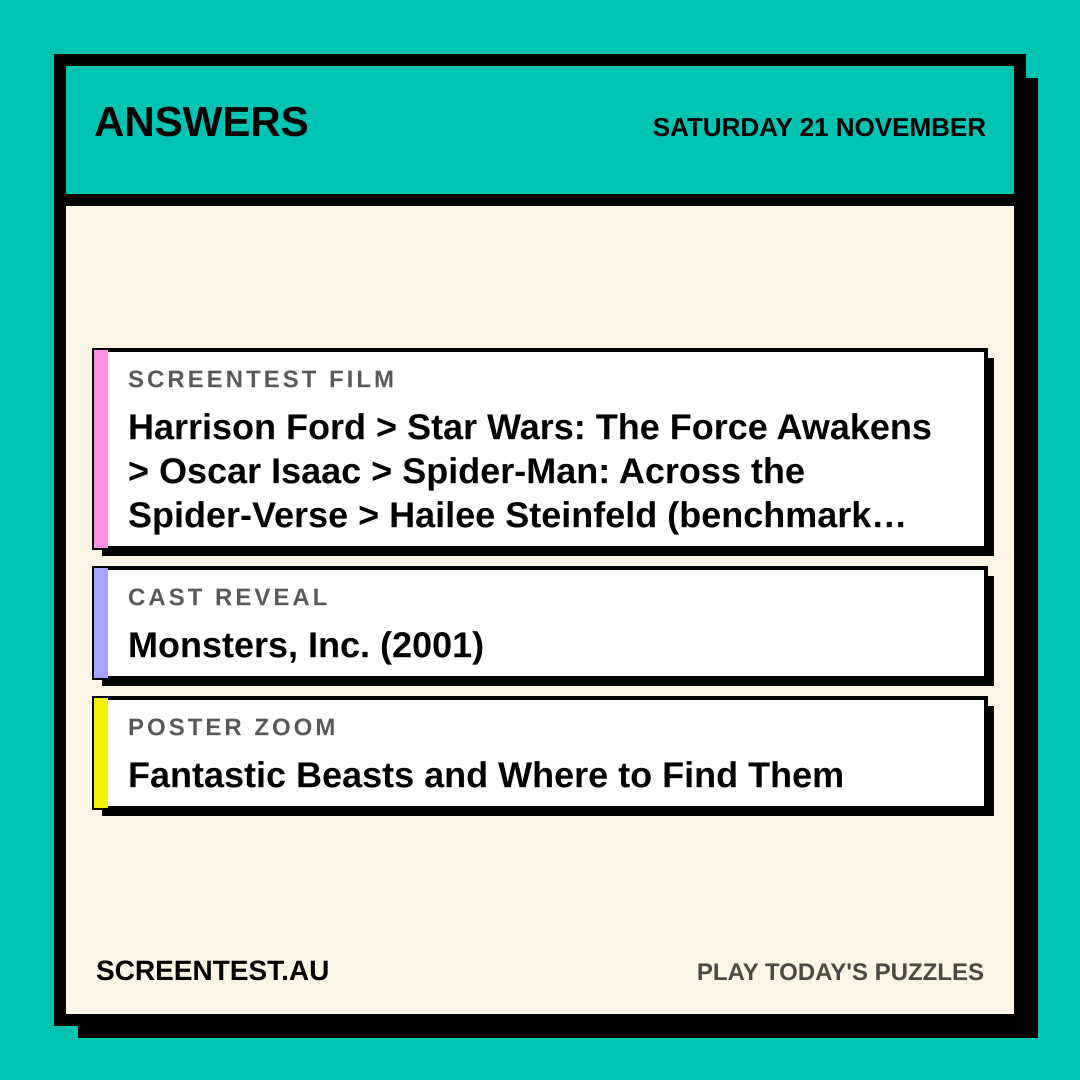 ANSWERS
SATURDAY 21 NOVEMBER
SCREENTEST FILM
Harrison Ford > Star Wars: The Force Awakens
> Oscar Isaac > Spider-Man: Across the
Spider-Verse > Hailee Steinfeld (benchmark…
CAST REVEAL
Monsters, Inc. (2001)
POSTER ZOOM
Fantastic Beasts and Where to Find Them
SCREENTEST.AU
PLAY TODAY'S PUZZLES